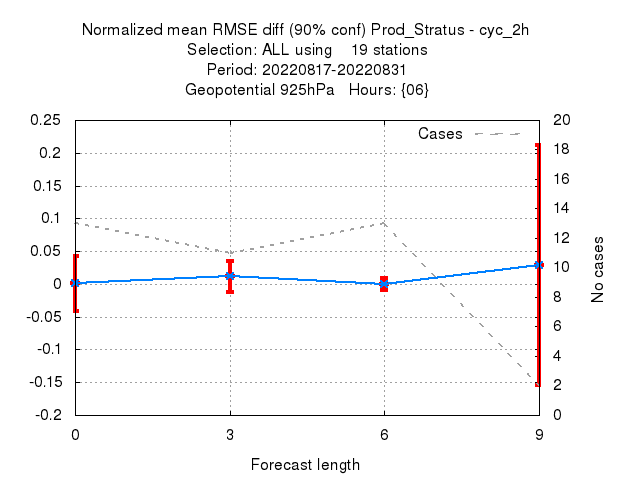 Normalized mean RMSE diff (90% conf) Prod_Stratus - cyc_2h
Selection: ALL using    19 stations
Period: 20220817-20220831
Geopotential 925hPa   Hours: {06}
Cases
0.25
0.2
0.15
0.1
0.05
0
-0.05
-0.1
-0.15
-0.2
20
18
16
14
12
10
8
6
4
2
0
No cases
0 3 6 9
Forecast length